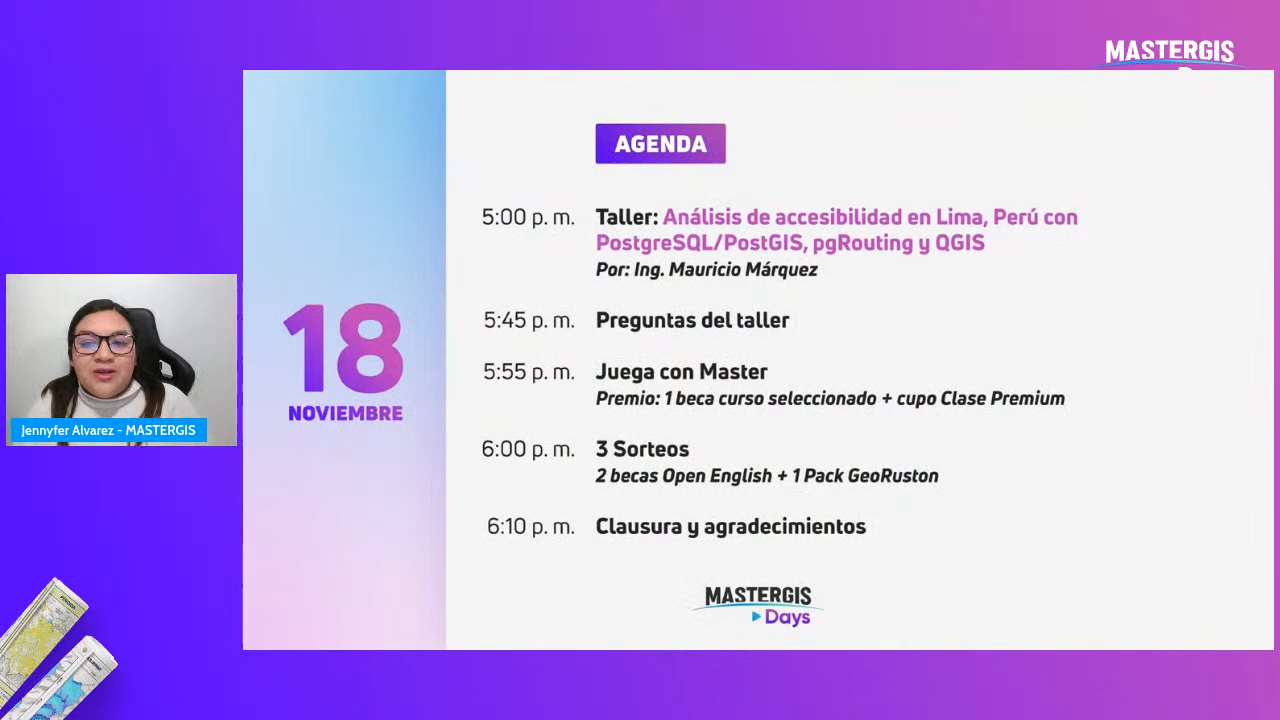 MASTERGIS
AGENDA
5:00 p. m.
Taller: Análisis de accesibilidad en Lima, Perú con
PostgreSQL/PostGIS, pgRouting y QGIS
Por: Ing. Mauricio Márquez
5:45 p. m.
Preguntas del taller
5:55 p. m.
Juega con Master
Premio: 1 beca curso seleccionado + cupo Clase Premium
6:00 p. m.
3 Sorteos
2 becas Open English + 1 Pack GeoRuston
6:10 p. m.
Clausura y agradecimientos
18
NOVIEMBRE
Jennyfer Alvarez - MASTERGIS
MASTERGIS
Days